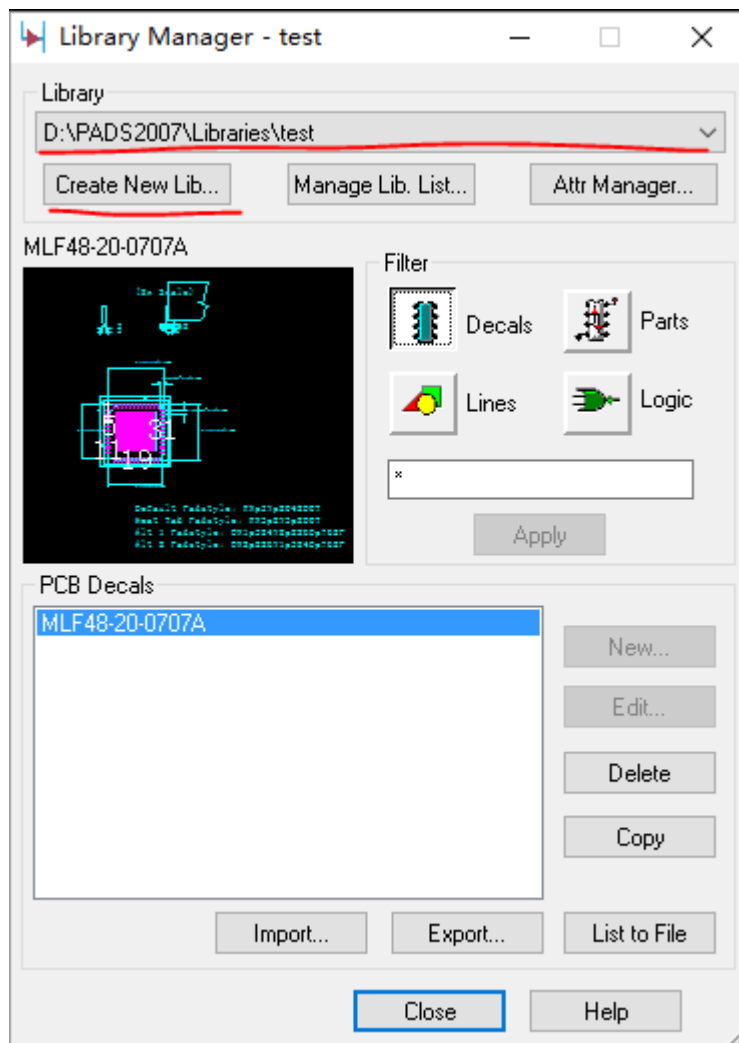 Library Manager - test
Library
D:\PADS2007\Libraries\test
Create New Lib... Manage Lib. List... Attr Manager...
MLF48-20-0707A
Filter
Decals Parts
Lines Logic
*
Apply
PCB Decals
MLF48-20-0707A
New...
Edit...
Delete
Copy
Import... Export... List to File
Close Help